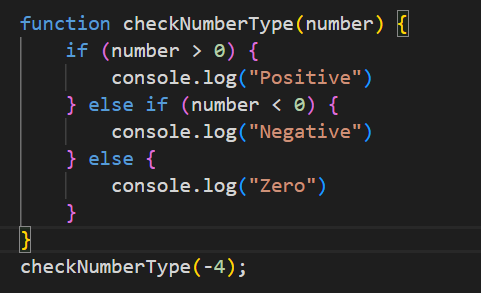 function checkNumberType(number) {
    if (number > 0) {
        console.log("Positive")
    } else if (number < 0) {
        console.log("Negative")
    } else {
        console.log("Zero")
    }
}
checkNumberType(-4);